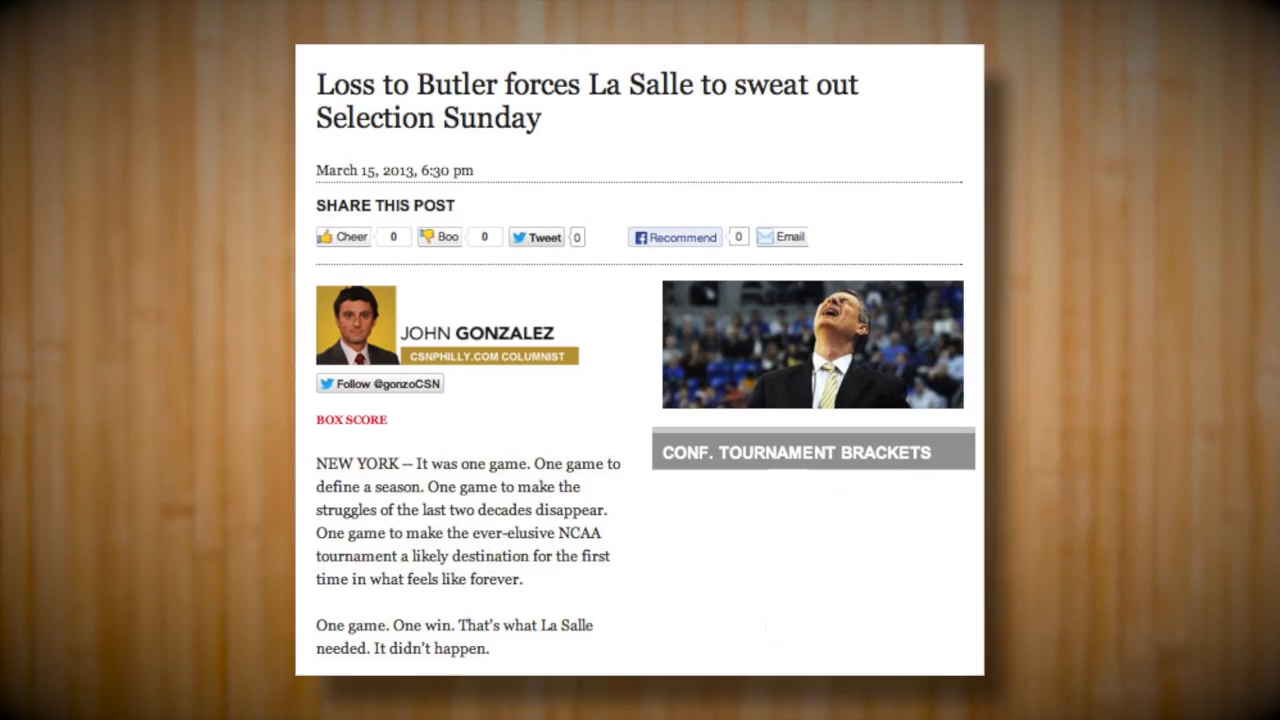 Loss to Butler forces La Salle to sweat out
Selection Sunday
March 15, 2013, 6:30 pm
SHARE THIS POST
Cheer 0 Boo 0 Tweet 0 Recommend 0 Email
JOHN GONZALEZ
CSNPHILLY.COM COLUMNIST
Follow @gonzoCSN
BOX SCORE
NEW YORK -- It was one game. One game to
define a season. One game to make the
struggles of the last two decades disappear.
One game to make the ever-elusive NCAA
tournament a likely destination for the first
time in what feels like forever.
One game. One win. That's what La Salle
needed. It didn't happen.
CONF. TOURNAMENT BRACKETS